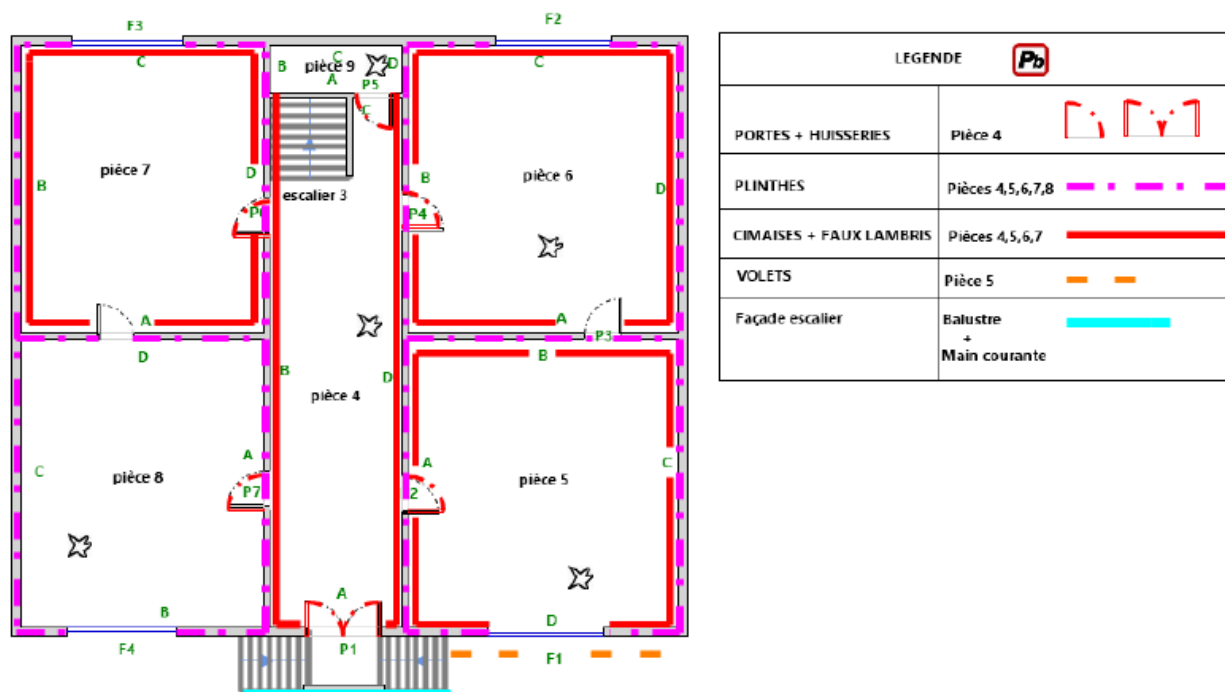 F3
F2
C
C
pièce 9
B
D
A
P5
C
C
pièce 7
B
D
escalier 3
B
pièce 6
D
P4
A
A
P3
D
B
B
D
pièce 4
C
A
pièce 8
P7
A
2
pièce 5
C
B
A
D
F4
P1
F1
LEGENDE
Pb
PORTES + HUISSERIES
Pièce 4
PLINTHES
Pièces 4,5,6,7,8
CIMAISES + FAUX LAMBRIS
Pièces 4,5,6,7
VOLETS
Pièce 5
Façade escalier
Balustre
+
Main courante